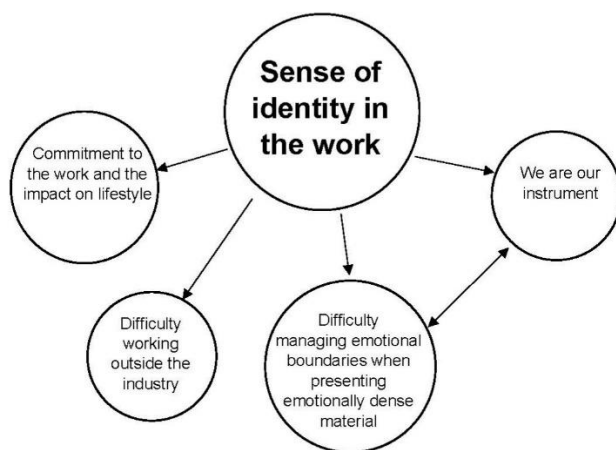 Sense of
identity in
the work
Commitment to
the work and the
impact on lifestyle
We are our
instrument
Difficulty
working
outside the
industry
Difficulty
managing emotional
boundaries when
presenting
emotionally dense
material